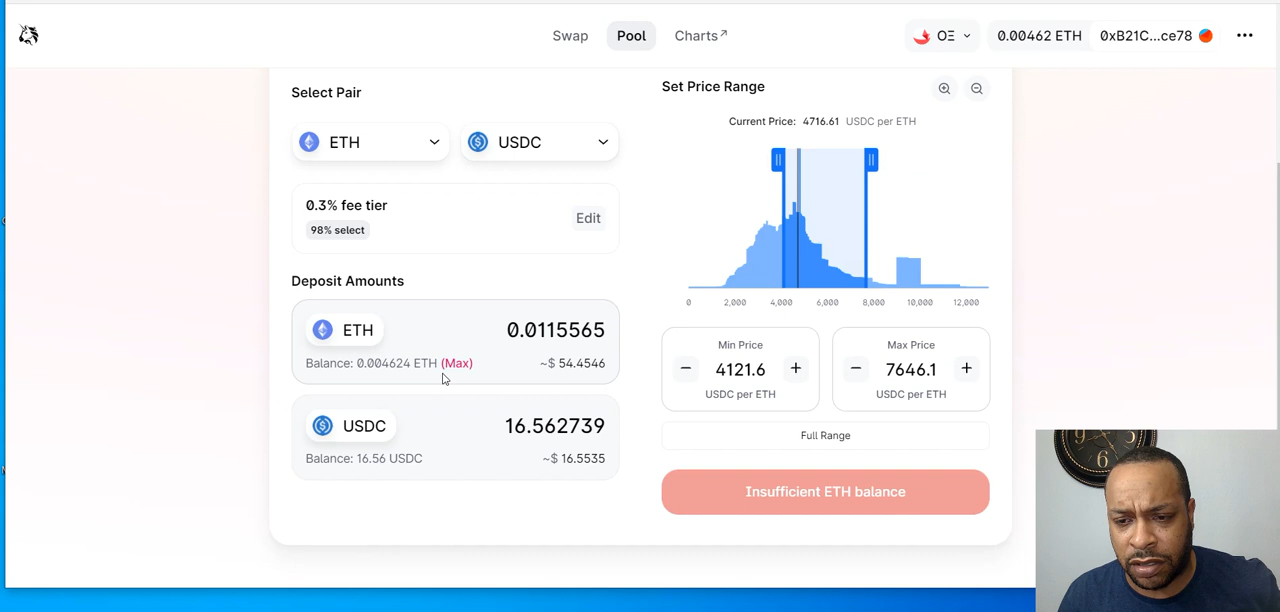 Swap
Pool
Charts↗
OΞ
0.00462 ETH
0xB21C...ce78
Select Pair
ETH
USDC
0.3% fee tier
98% select
Edit
Deposit Amounts
ETH
0.0115565
Balance: 0.004624 ETH (Max)
~$ 54.4546
USDC
16.562739
Balance: 16.56 USDC
~$ 16.5535
Set Price Range
Current Price: 4716.61 USDC per ETH
0 2,000 4,000 6,000 8,000 10,000 12,000
Min Price
4121.6
USDC per ETH
Max Price
7646.1
USDC per ETH
Full Range
Insufficient ETH balance